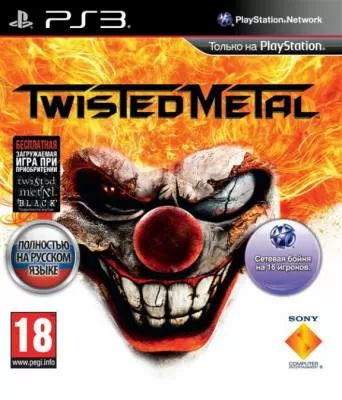 PS3
PlayStation®Network
Только на PlayStation®
TWISTED METAL
БЕСПЛАТНАЯ
ЗАГРУЖАЕМАЯ
ИГРА ПРИ
ПРИОБРЕТЕНИИ
twisted
metal
BLACK
ПОЛНОСТЬЮ
НА РУССКОМ
ЯЗЫКЕ
Сетевая бойня
на 16 игроков.
18
www.pegi.info
SONY
COMPUTER
ENTERTAINMENT®